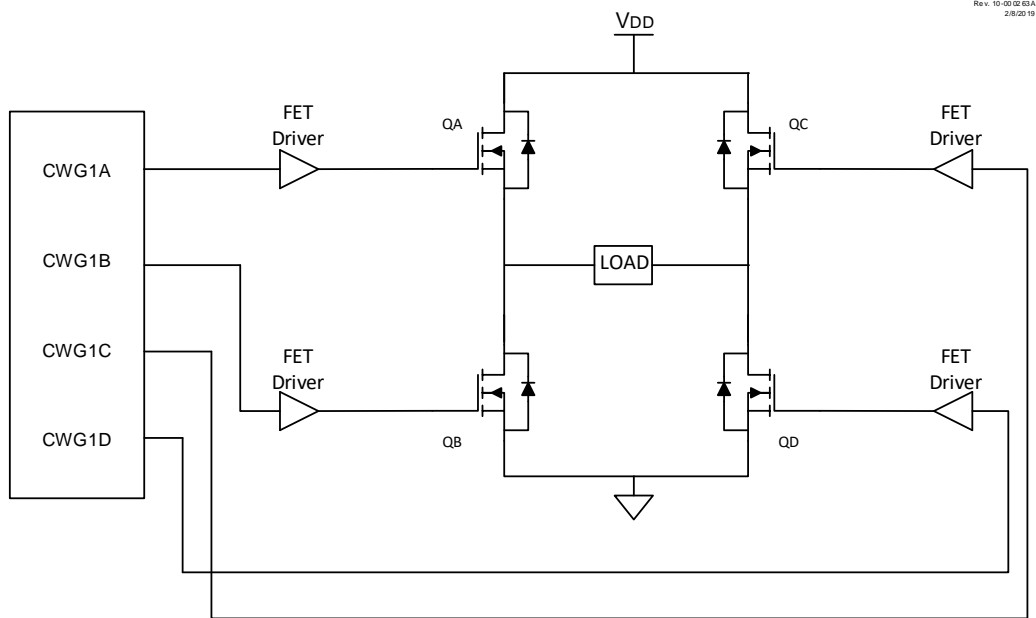 Rev. 10-000263A
2/8/2019
VDD
FET
Driver
QA
QC
FET
Driver
CWG1A
CWG1B
LOAD
CWG1C
FET
Driver
FET
Driver
CWG1D
QB
QD